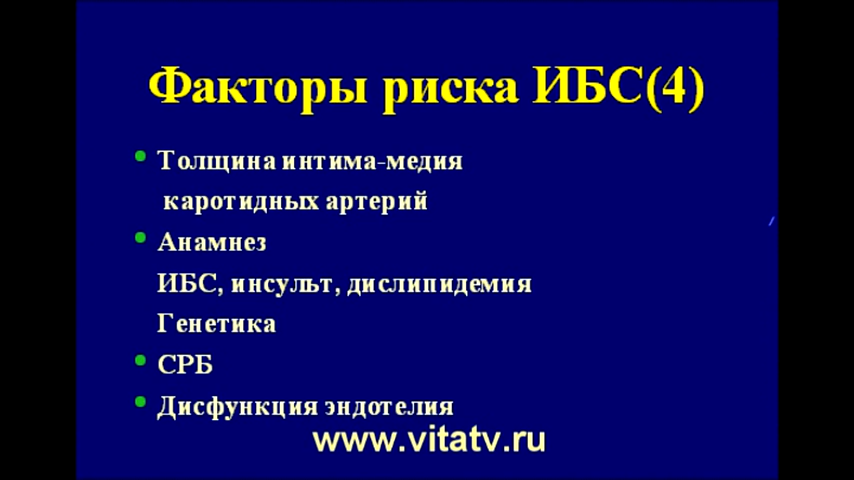 Факторы риска ИБС(4)
• Толщина интима-медия
каротидных артерий
• Анамнез
ИБС, инсульт, дислипидемия
Генетика
• СРБ
• Дисфункция эндотелия
www.vitatv.ru